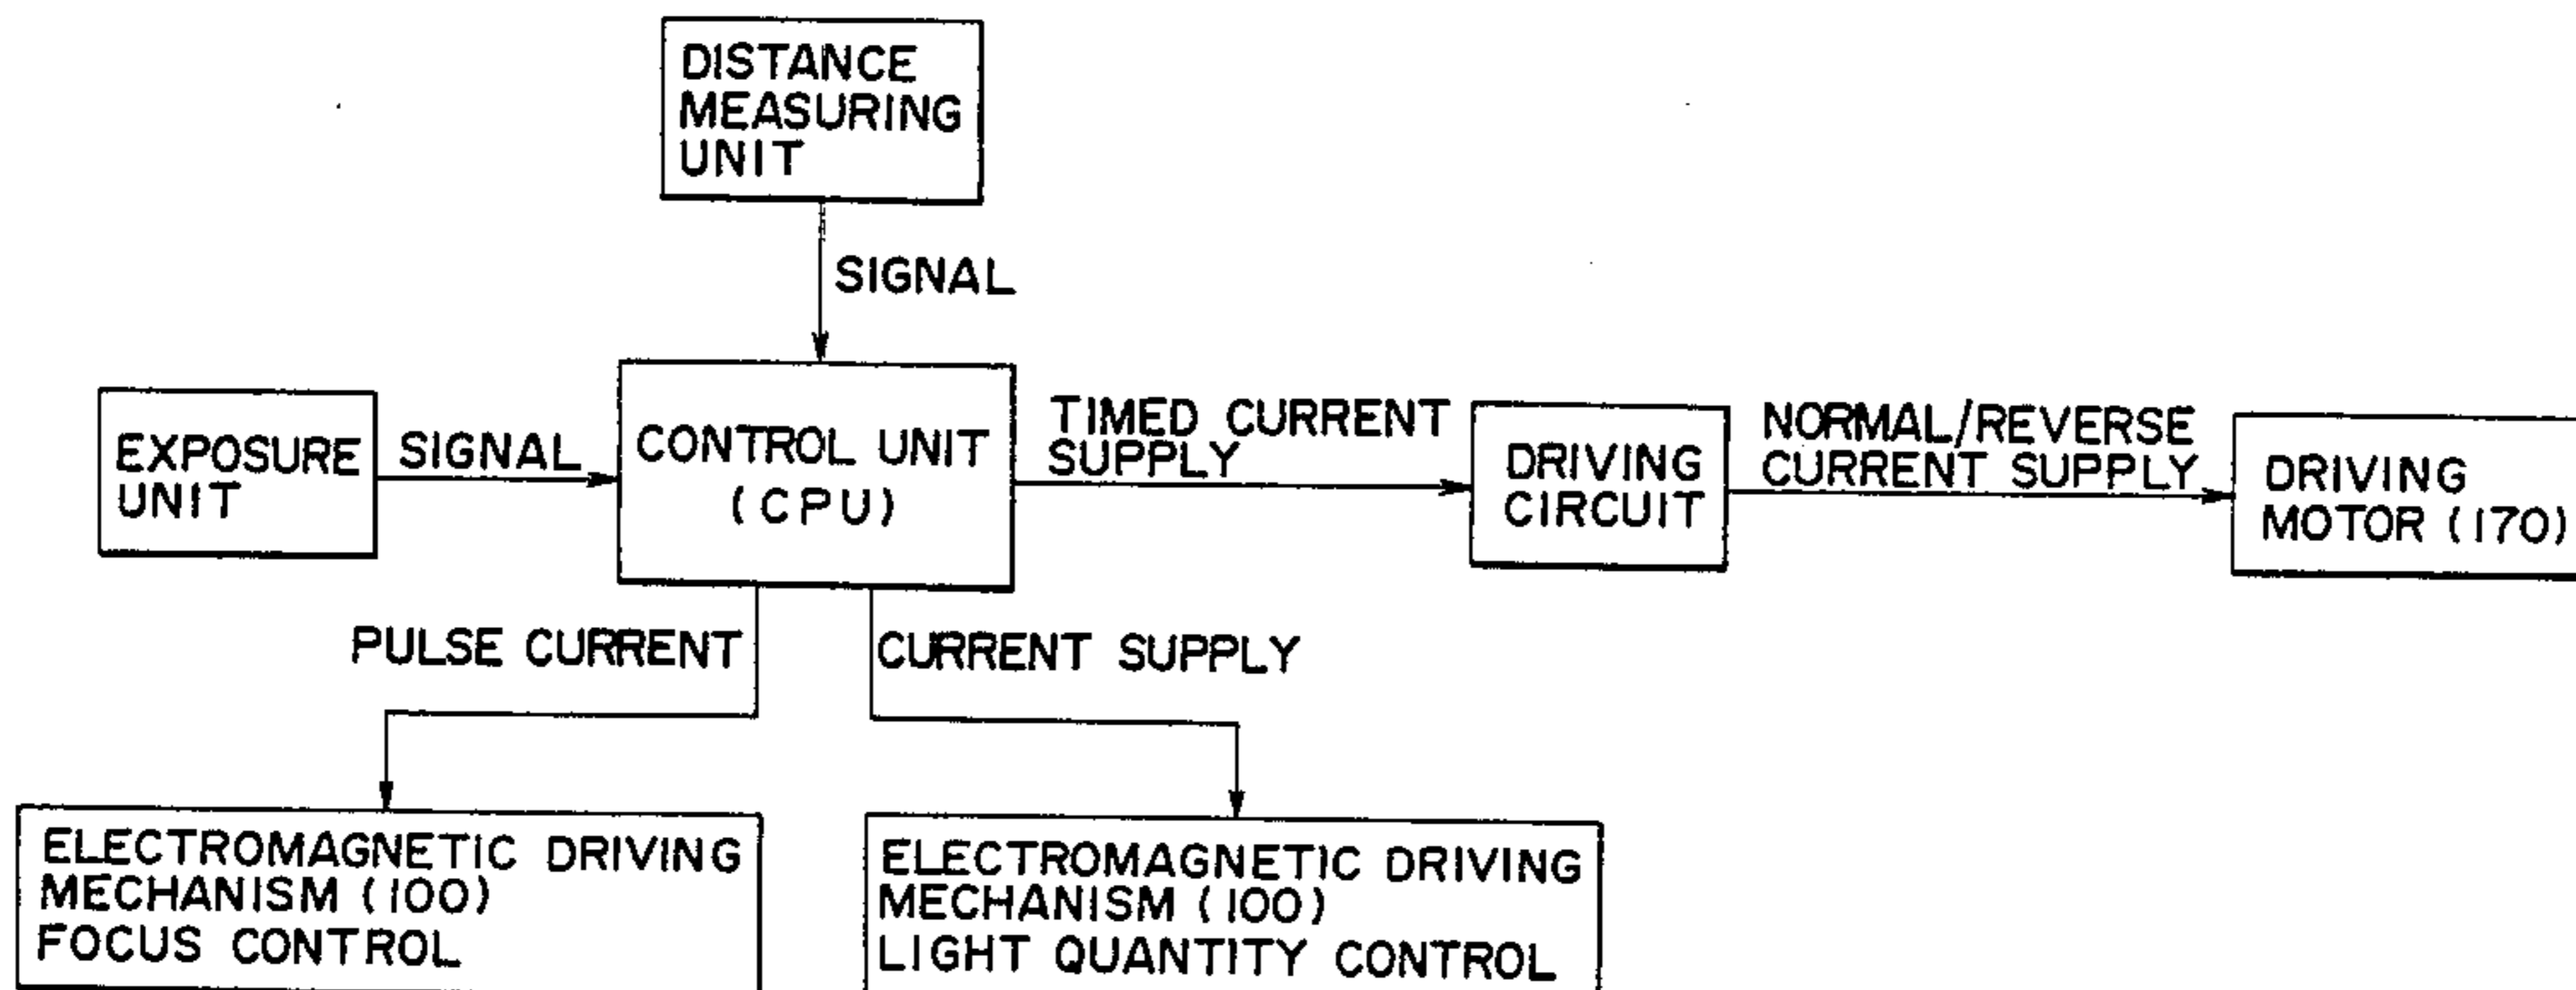 DISTANCE
MEASURING
UNIT
SIGNAL
EXPOSURE
UNIT
SIGNAL
CONTROL UNIT
(CPU)
TIMED CURRENT
SUPPLY
DRIVING
CIRCUIT
NORMAL/REVERSE
CURRENT SUPPLY
DRIVING
MOTOR (170)
PULSE CURRENT
CURRENT SUPPLY
ELECTROMAGNETIC DRIVING
MECHANISM (100)
FOCUS CONTROL
ELECTROMAGNETIC DRIVING
MECHANISM (100)
LIGHT QUANTITY CONTROL